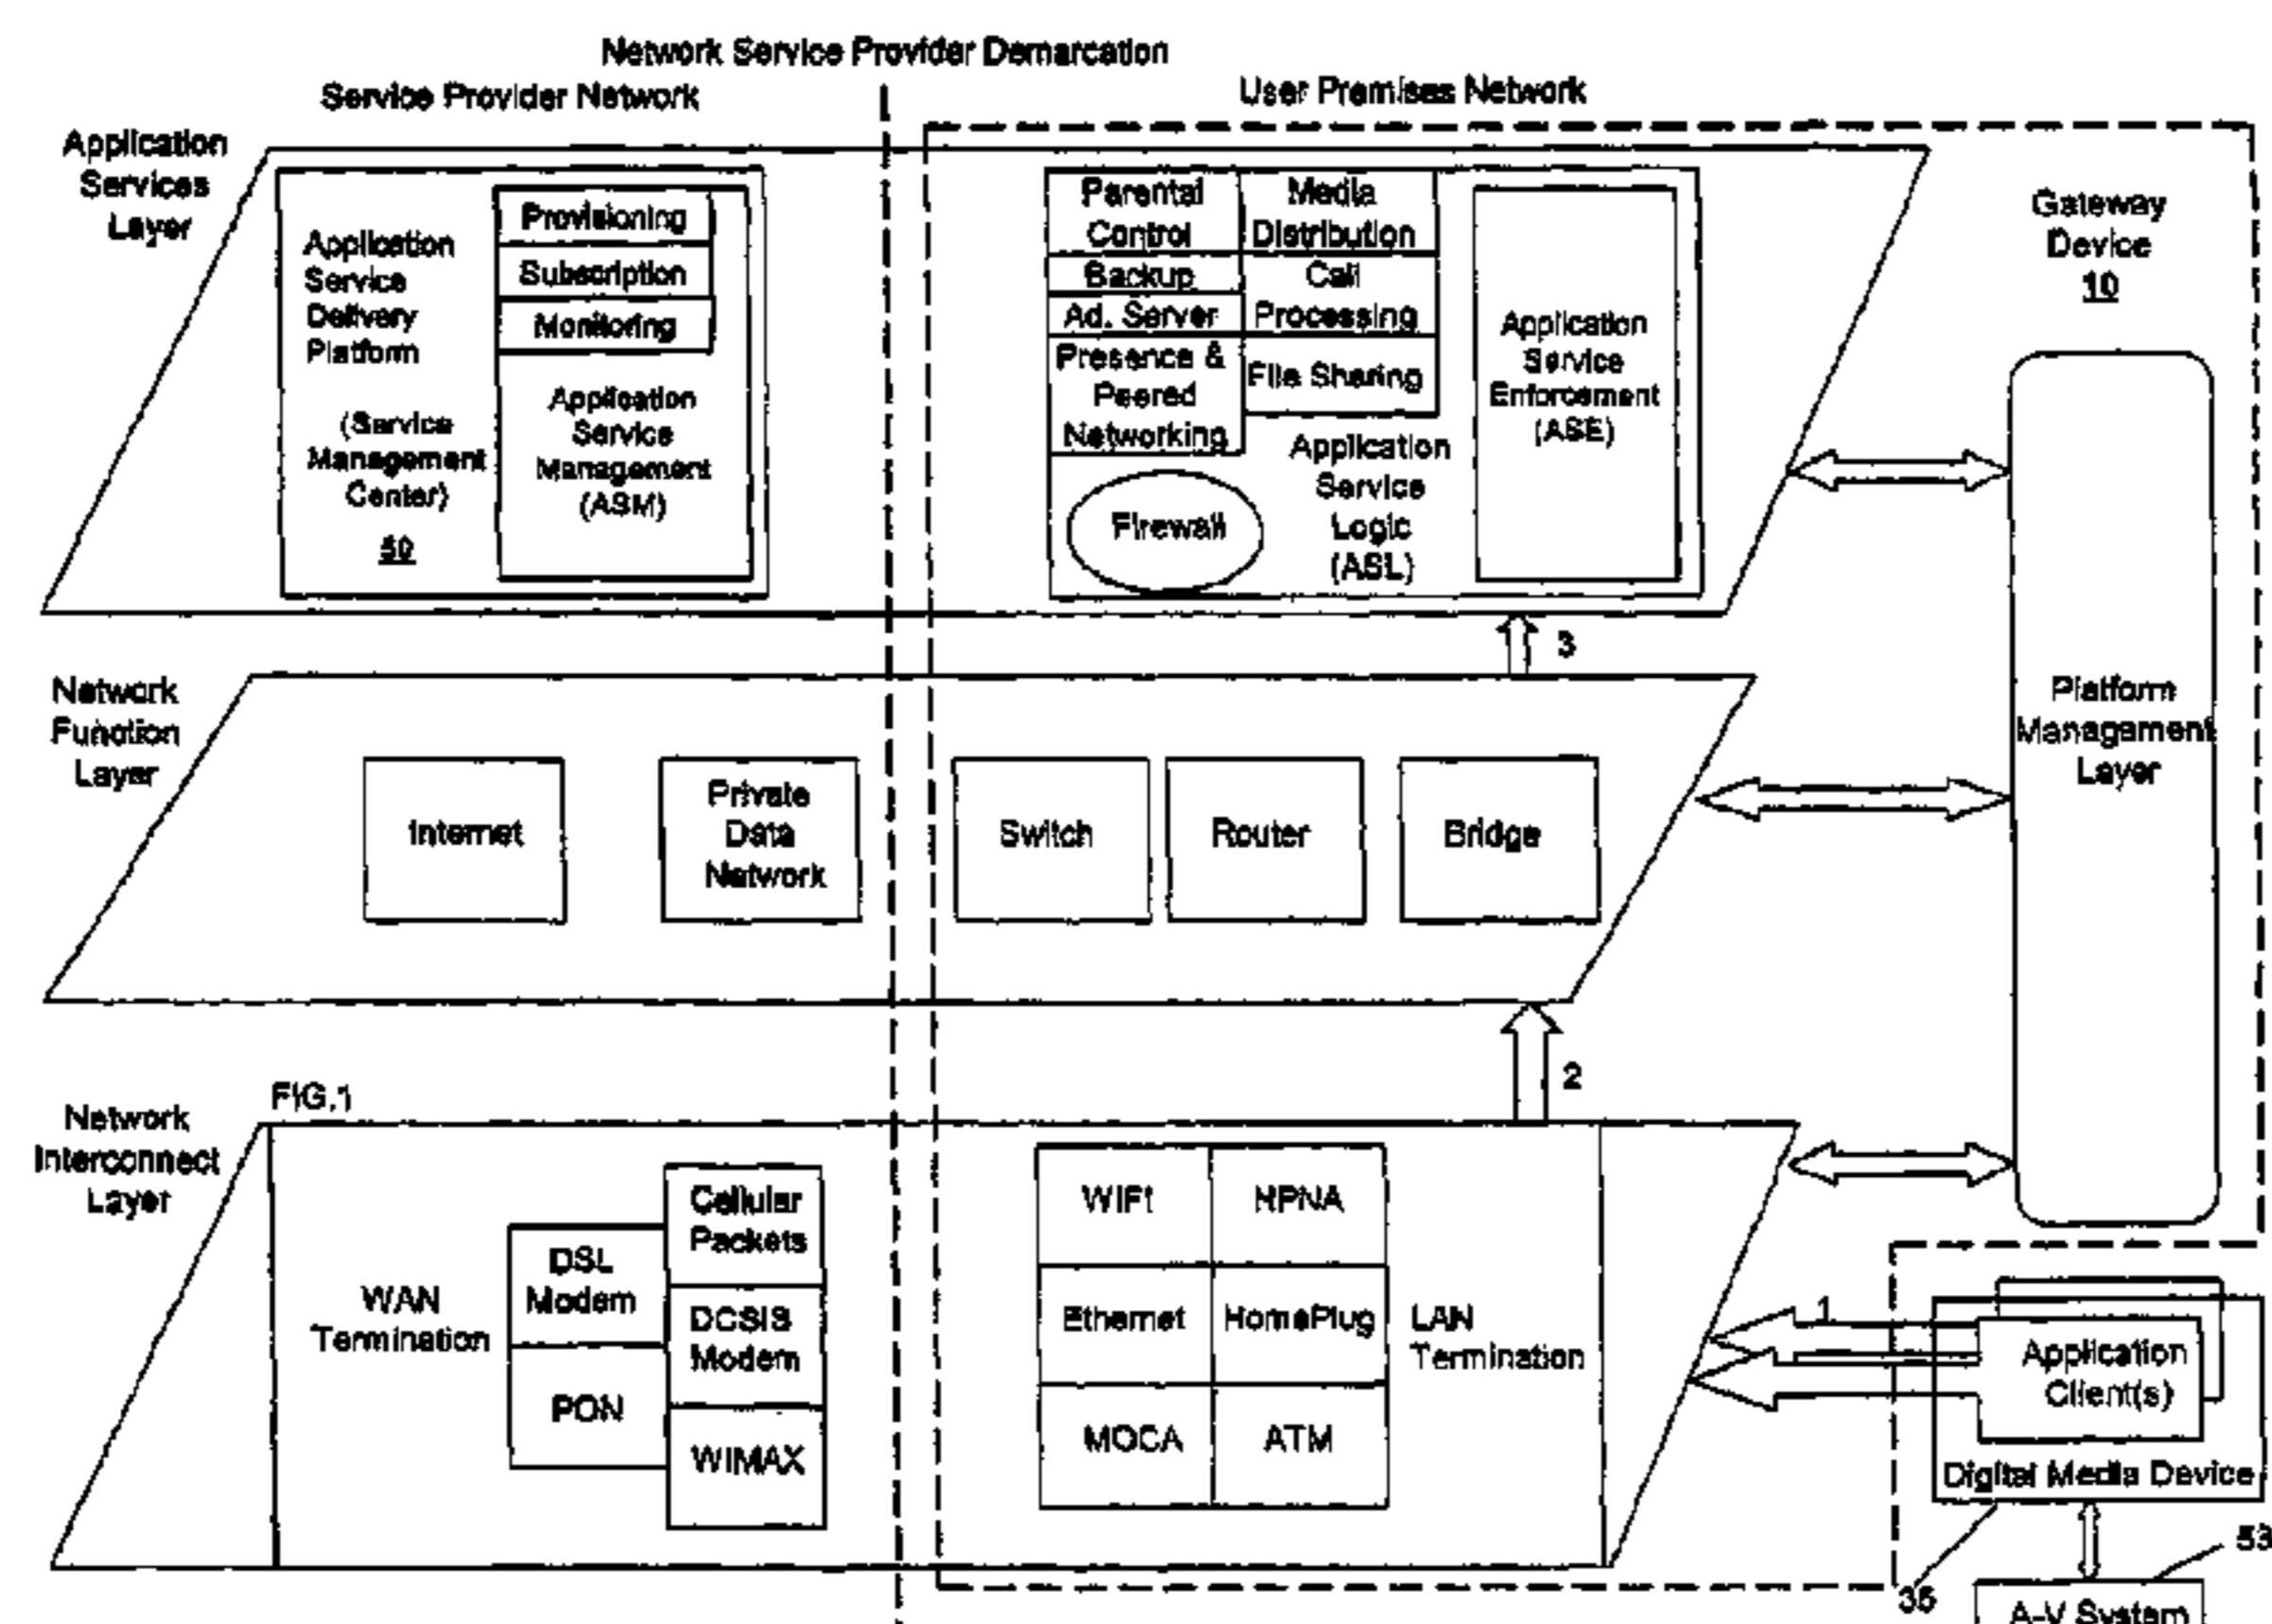 Network Service Provider Demarcation
Service Provider Network
User Premises Network
Application
Services
Layer
Application
Service
Delivery
Platform
(Service
Management
Center)
50
Provisioning
Subscription
Monitoring
Application
Service
Management
(ASM)
Parental
Control
Media
Distribution
Backup
Call
Processing
Ad. Server
Presence &
Peered
Networking
File Sharing
Firewall
Application
Service
Logic
(ASL)
Application
Service
Enforcement
(ASE)
Gateway
Device
10
3
Network
Function
Layer
Internet
Private
Data
Network
Switch
Router
Bridge
Platform
Management
Layer
2
FIG.1
Network
Interconnect
Layer
WAN
Termination
DSL
Modem
PON
Cellular
Packets
DCSIS
Modem
WIMAX
WIFI
HPNA
Ethernet
HomePlug
MOCA
ATM
LAN
Termination
1
Application
Client(s)
Digital Media Device
53
35
A-V System